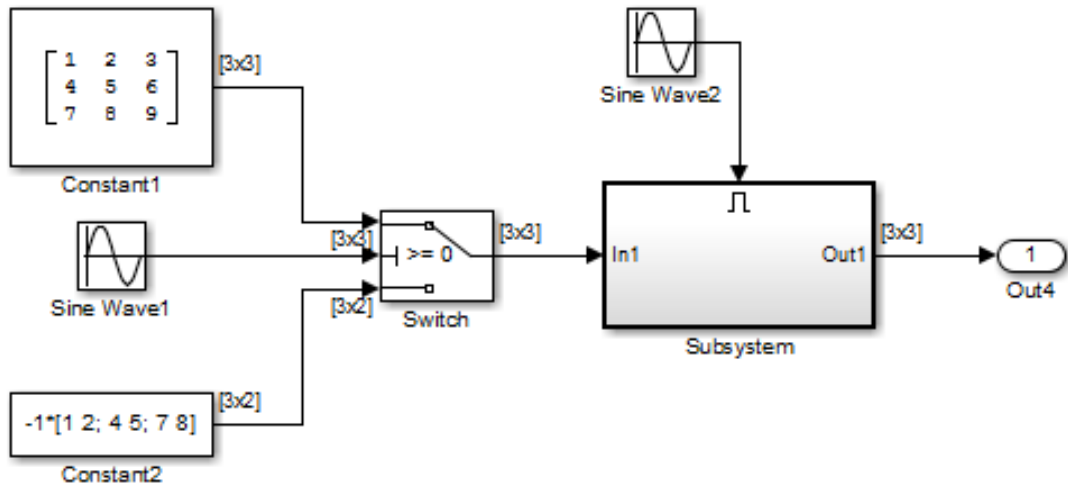 1 2 3
4 5 6
7 8 9
[3x3]
Constant1
Sine Wave2
Sine Wave1
[3x3]
>= 0
[3x3]
[3x2]
Switch
In1
Out1
[3x3]
Subsystem
1
Out4
-1*[1 2; 4 5; 7 8]
[3x2]
Constant2